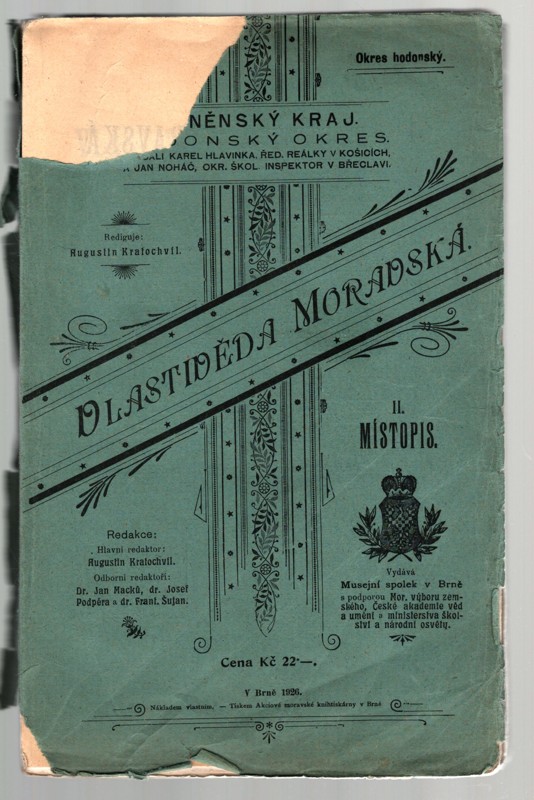 Okres hodonský.
NĚNSKÝ KRAJ.
ONSKÝ OKRES.
SALI KAREL HLAVINKA, ŘED. REÁLKY V KOŠICÍCH,
A JAN NOHÁČ, OKR. ŠKOL. INSPEKTOR V BŘECLAVI.
Rediguje:
Augustin Kratochvíl.
VLASTIVĚDA MORAVSKÁ.
II.
MÍSTOPIS.
Redakce:
Hlavní redaktor:
Augustin Kratochvíl.
Odborní redaktoři:
Dr. Jan Macků, dr. Josef
Podpěra a dr. Frant. Šujan.
Vydává
Musejní spolek v Brně
s podporou Mor. výboru zem-
ského, České akademie věd
a umění a ministerstva škol-
ství a národní osvěty.
Cena Kč 22·—.
V Brně 1926.
Nákladem vlastním. — Tiskem Akciové moravské knihtiskárny v Brně